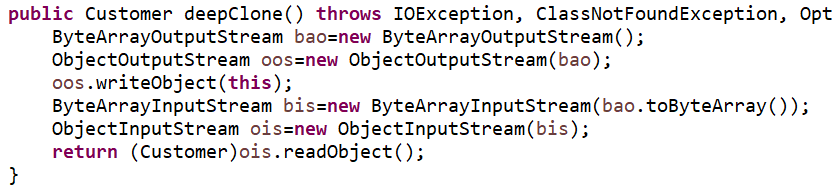 public Customer deepClone() throws IOException, ClassNotFoundException, Opt
ByteArrayOutputStream bao=new ByteArrayOutputStream();
ObjectOutputStream oos=new ObjectOutputStream(bao);
oos.writeObject(this);
ByteArrayInputStream bis=new ByteArrayInputStream(bao.toByteArray());
ObjectInputStream ois=new ObjectInputStream(bis);
return (Customer)ois.readObject();
}